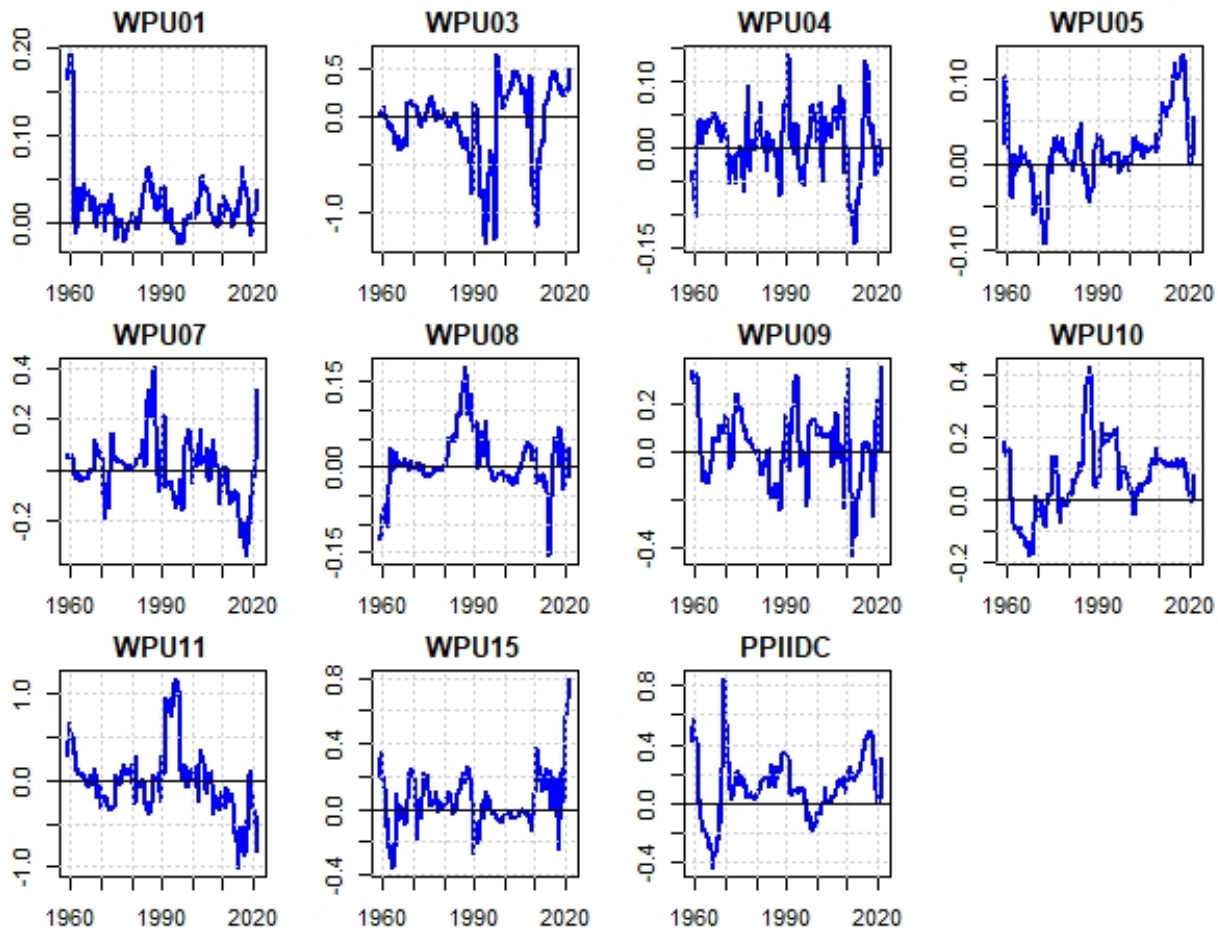 WPU01 WPU03 WPU04 WPU05
0.00 0.10 0.20
-1.0 0.0 0.5
-0.15 0.00 0.10
-0.10 0.00 0.10
1960 1990 2020 1960 1990 2020 1960 1990 2020 1960 1990 2020
WPU07 WPU08 WPU09 WPU10
-0.2 0.2 0.4
-0.15 0.00 0.15
-0.4 0.0 0.2
-0.2 0.0 0.2 0.4
1960 1990 2020 1960 1990 2020 1960 1990 2020 1960 1990 2020
WPU11 WPU15 PPIIDC
-1.0 0.0 1.0
-0.4 0.0 0.4 0.8
-0.4 0.0 0.4 0.8
1960 1990 2020 1960 1990 2020 1960 1990 2020